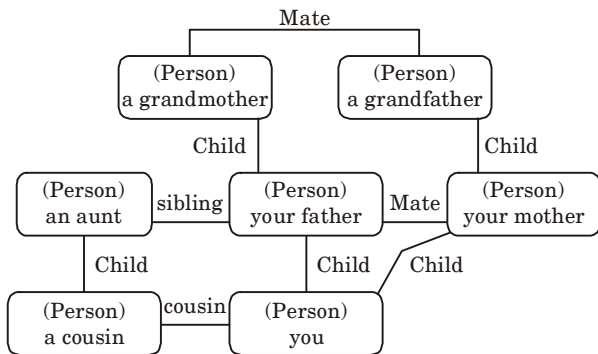 Mate
(Person)
a grandmother
(Person)
a grandfather
Child
Child
(Person)
an aunt
sibling
(Person)
your father
Mate
(Person)
your mother
Child
Child
Child
(Person)
a cousin
cousin
(Person)
you